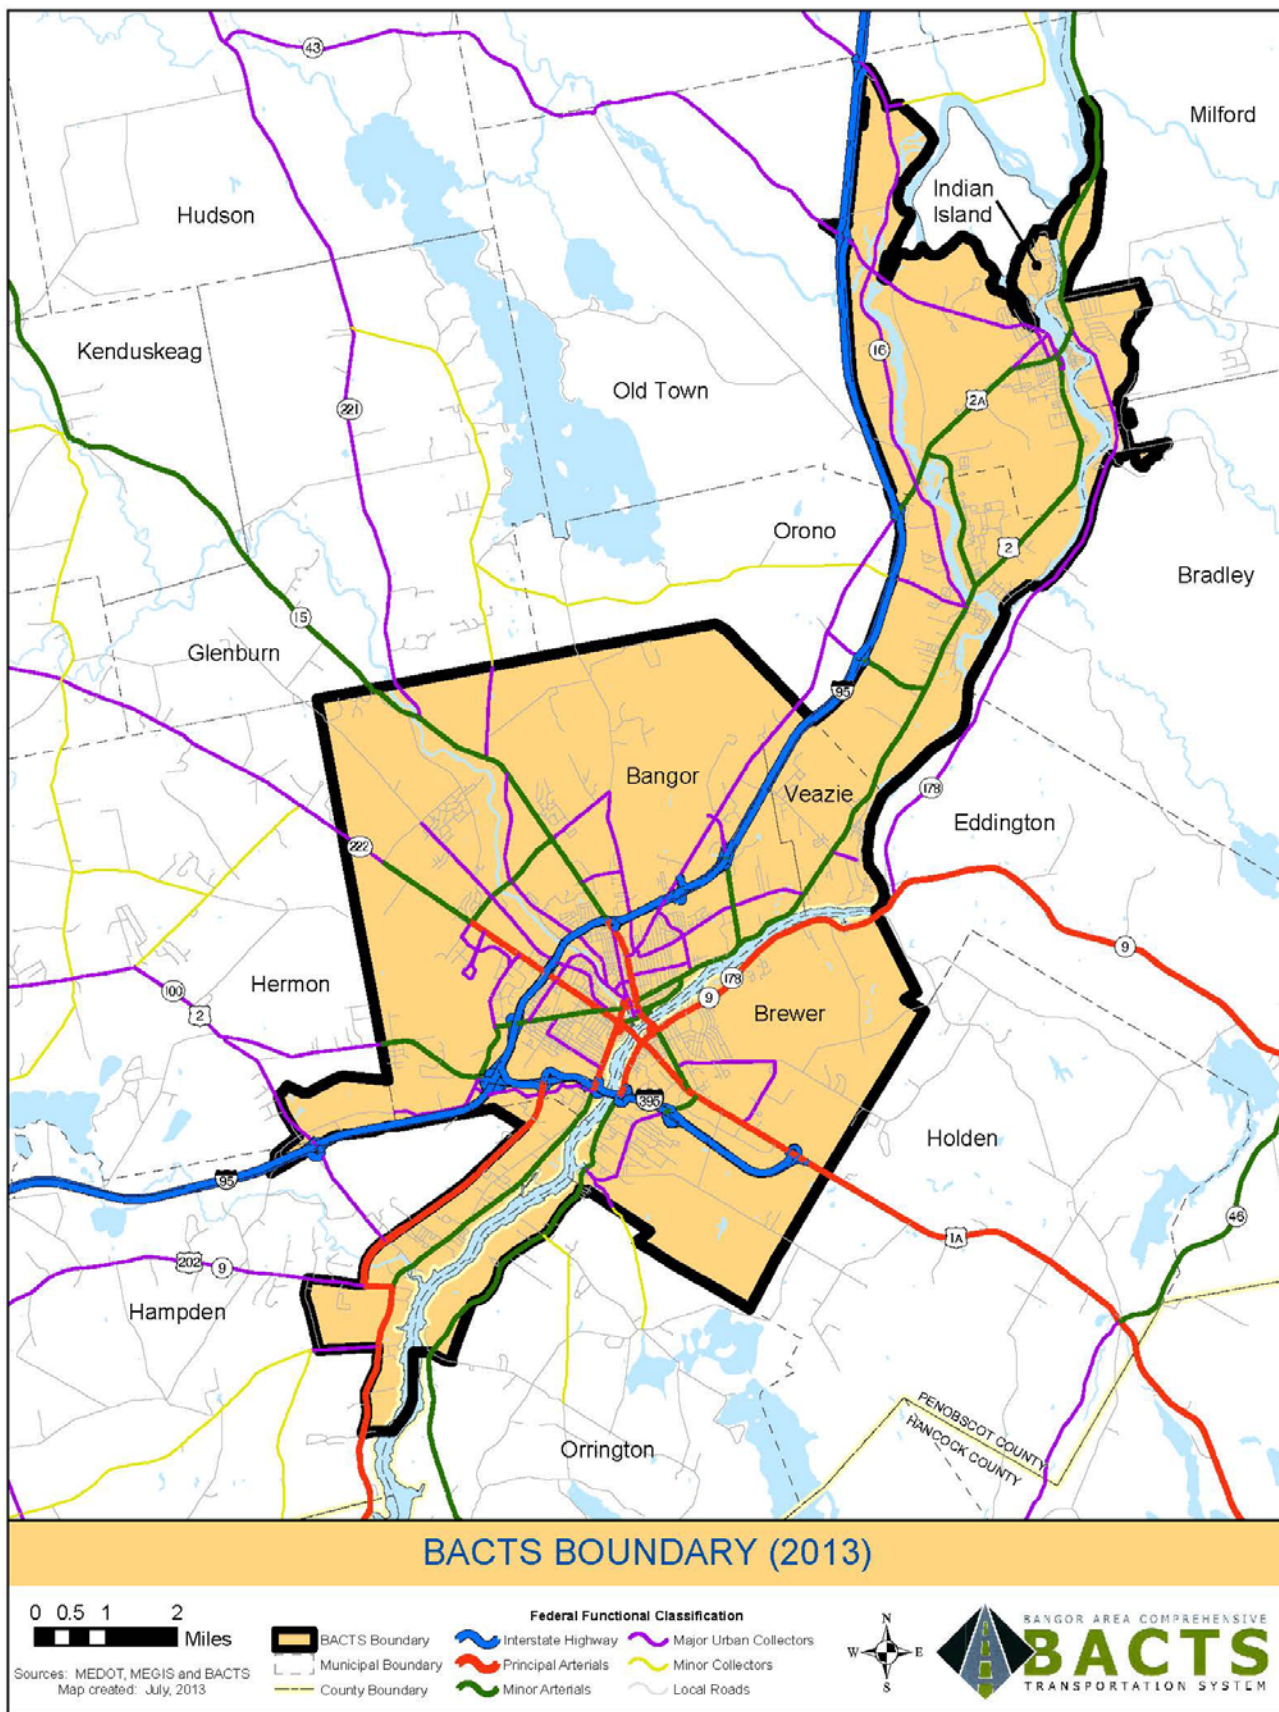 43
Milford
Indian
Island
Hudson
Kenduskeag
16
Old Town
2A
221
Orono
2
Bradley
15
Glenburn
95
Bangor
Veazie
178
Eddington
222
9
Hermon
100
2
178
9
Brewer
395
Holden
95
46
1A
202
9
Hampden
PENOBSCOT COUNTY
HANCOCK COUNTY
Orrington
BACTS BOUNDARY (2013)
0 0.5 1 2
Miles
Sources: MEDOT, MEGIS and BACTS
Map created: July, 2013
BACTS Boundary
Municipal Boundary
County Boundary
Federal Functional Classification
Interstate Highway
Principal Arterials
Minor Arterials
Major Urban Collectors
Minor Collectors
Local Roads
N
W E
S
BANGOR AREA COMPREHENSIVE
BACTS
TRANSPORTATION SYSTEM